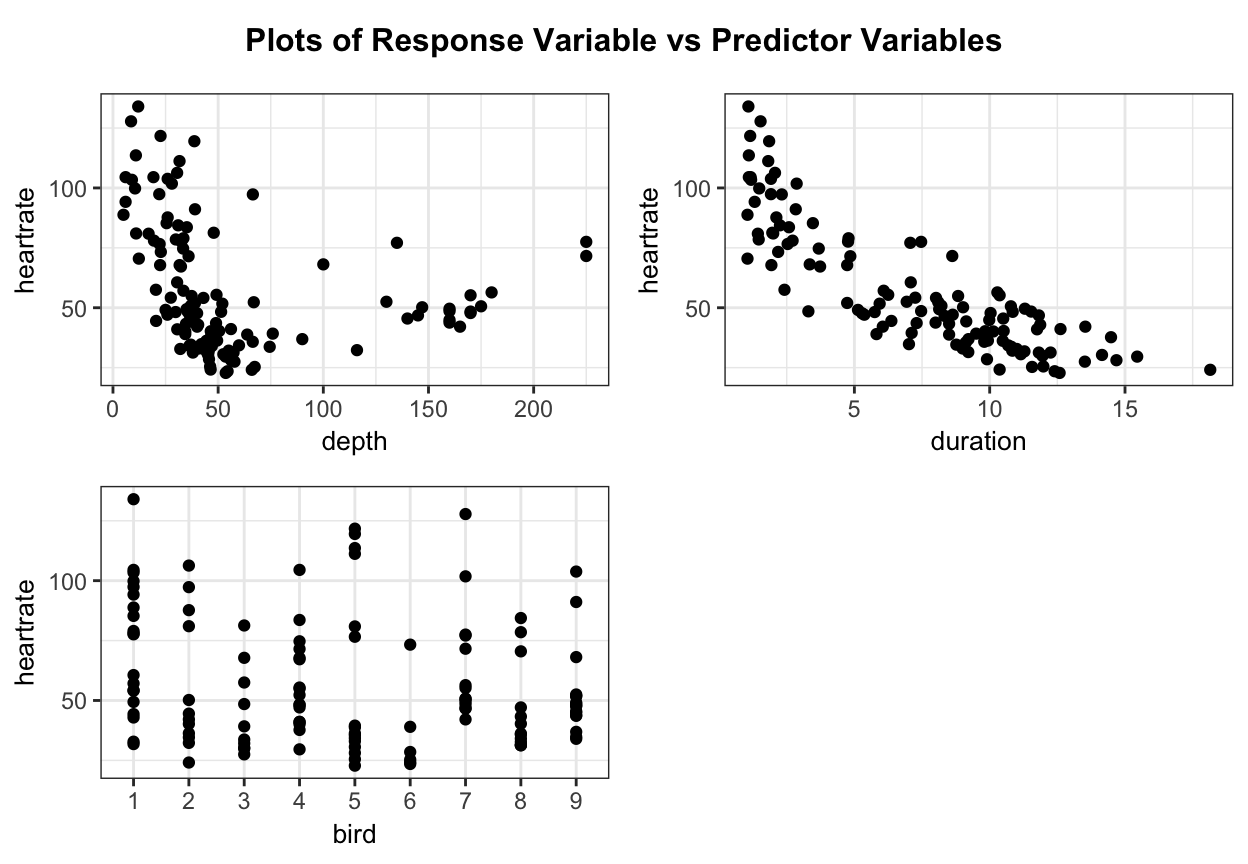 Plots of Response Variable vs Predictor Variables
heartrate
100
50
0 50 100 150 200
depth
heartrate
100
50
5 10 15
duration
heartrate
100
50
1 2 3 4 5 6 7 8 9
bird